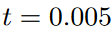 t = 0.005